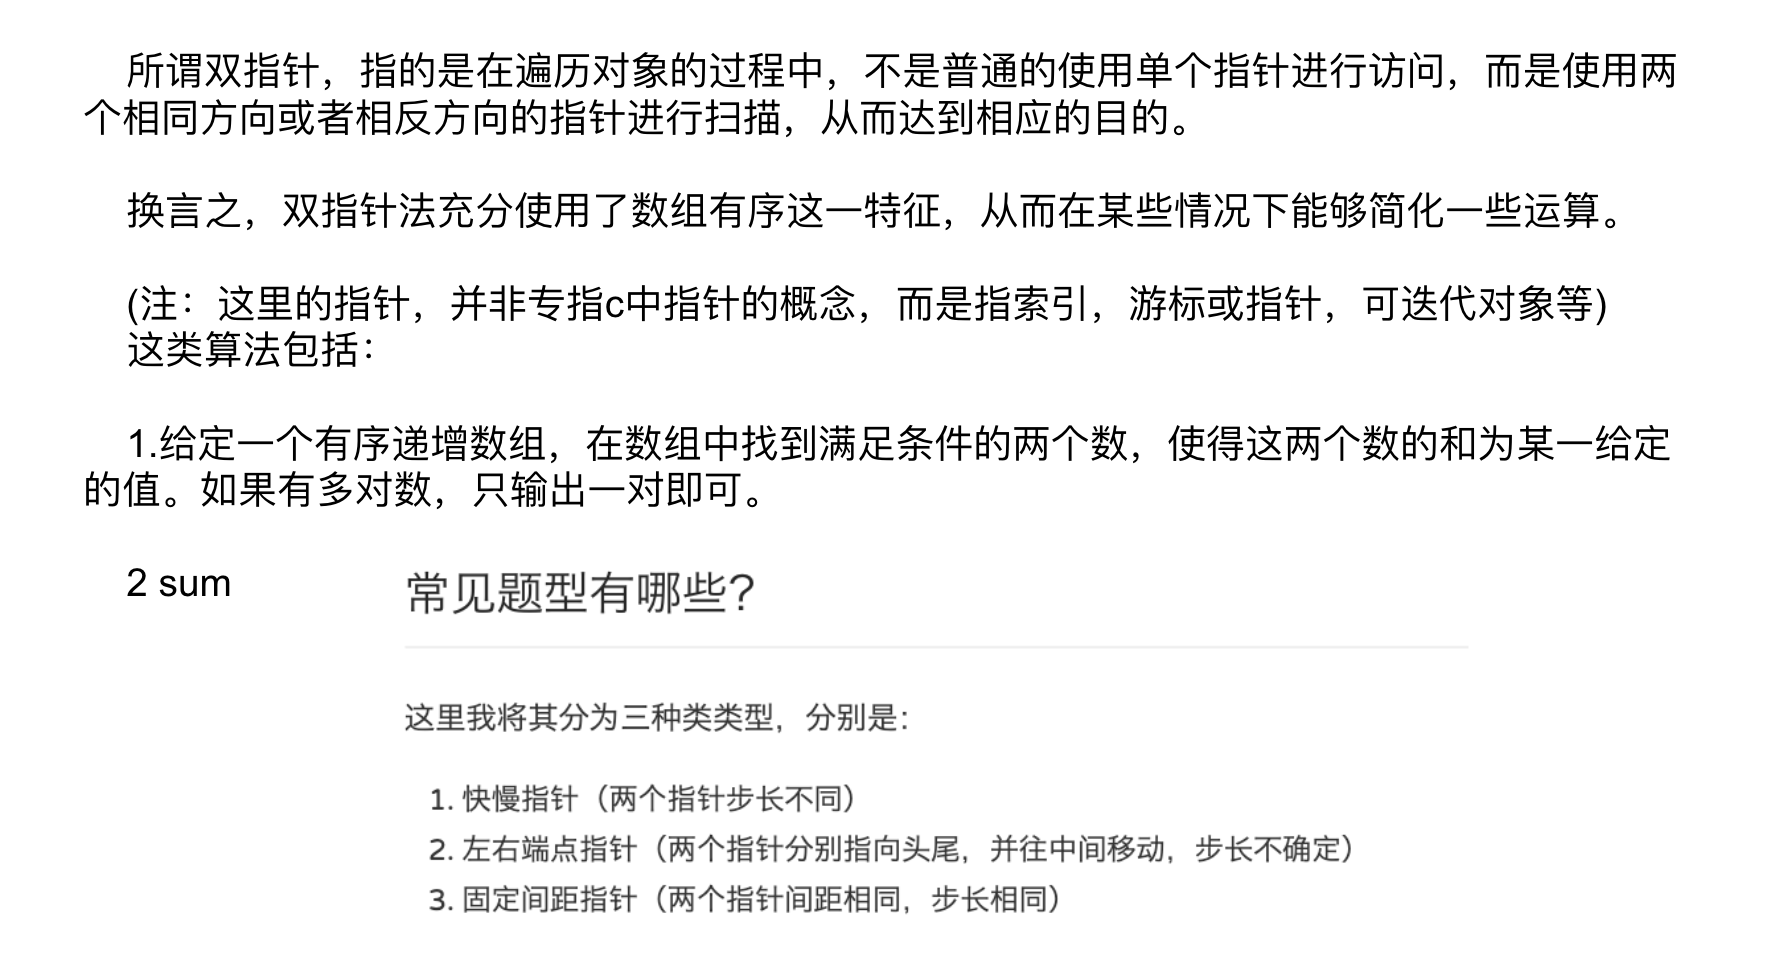 所谓双指针，指的是在遍历对象的过程中，不是普通的使用单个指针进行访问，而是使用两
个相同方向或者相反方向的指针进行扫描，从而达到相应的目的。
换言之，双指针法充分使用了数组有序这一特征，从而在某些情况下能够简化一些运算。
(注：这里的指针，并非专指c中指针的概念，而是指索引，游标或指针，可迭代对象等)
这类算法包括：
1.给定一个有序递增数组，在数组中找到满足条件的两个数，使得这两个数的和为某一给定
的值。如果有多对数，只输出一对即可。
2 sum
常见题型有哪些?
这里我将其分为三种类类型，分别是：
1. 快慢指针（两个指针步长不同）
2. 左右端点指针（两个指针分别指向头尾，并往中间移动，步长不确定）
3. 固定间距指针（两个指针间距相同，步长相同）